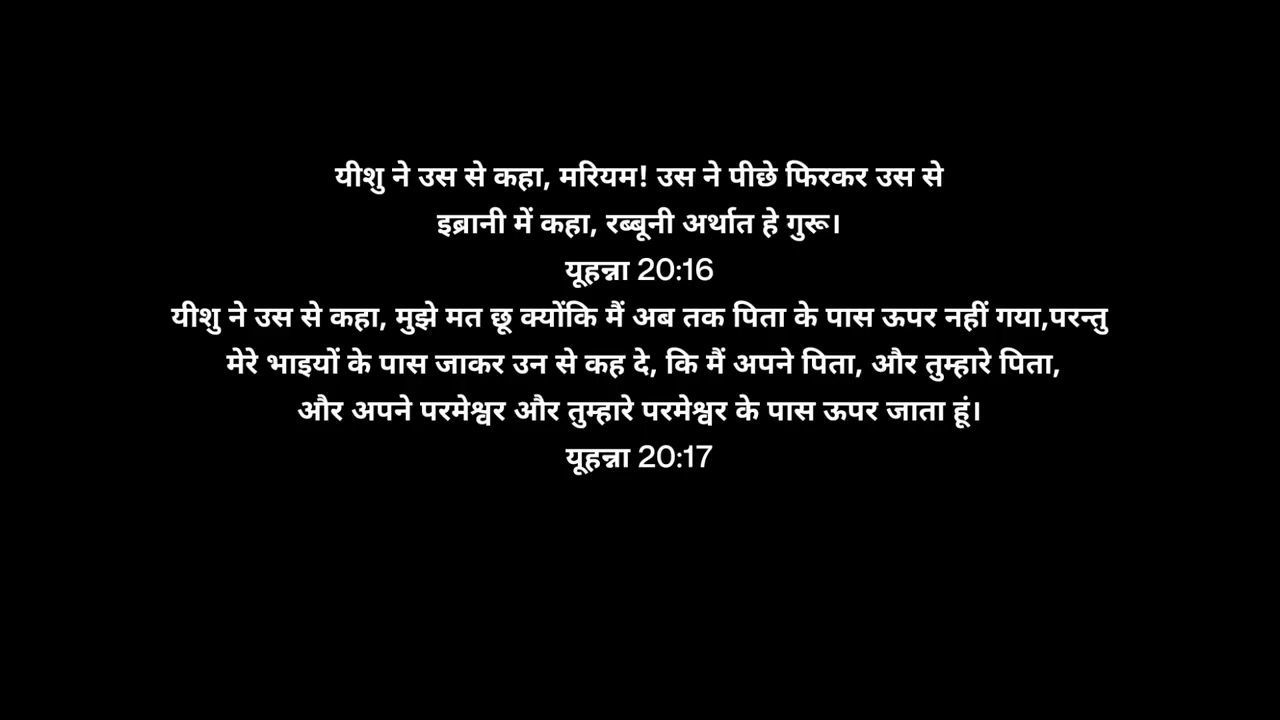 यीशु ने उस से कहा, मरियम! उस ने पीछे फिरकर उस से
इब्रानी में कहा, रब्बूनी अर्थात हे गुरू।
यूहन्ना 20:16
यीशु ने उस से कहा, मुझे मत छू क्योंकि मैं अब तक पिता के पास ऊपर नहीं गया,परन्तु
मेरे भाइयों के पास जाकर उन से कह दे, कि मैं अपने पिता, और तुम्हारे पिता,
और अपने परमेश्वर और तुम्हारे परमेश्वर के पास ऊपर जाता हूं।
यूहन्ना 20:17